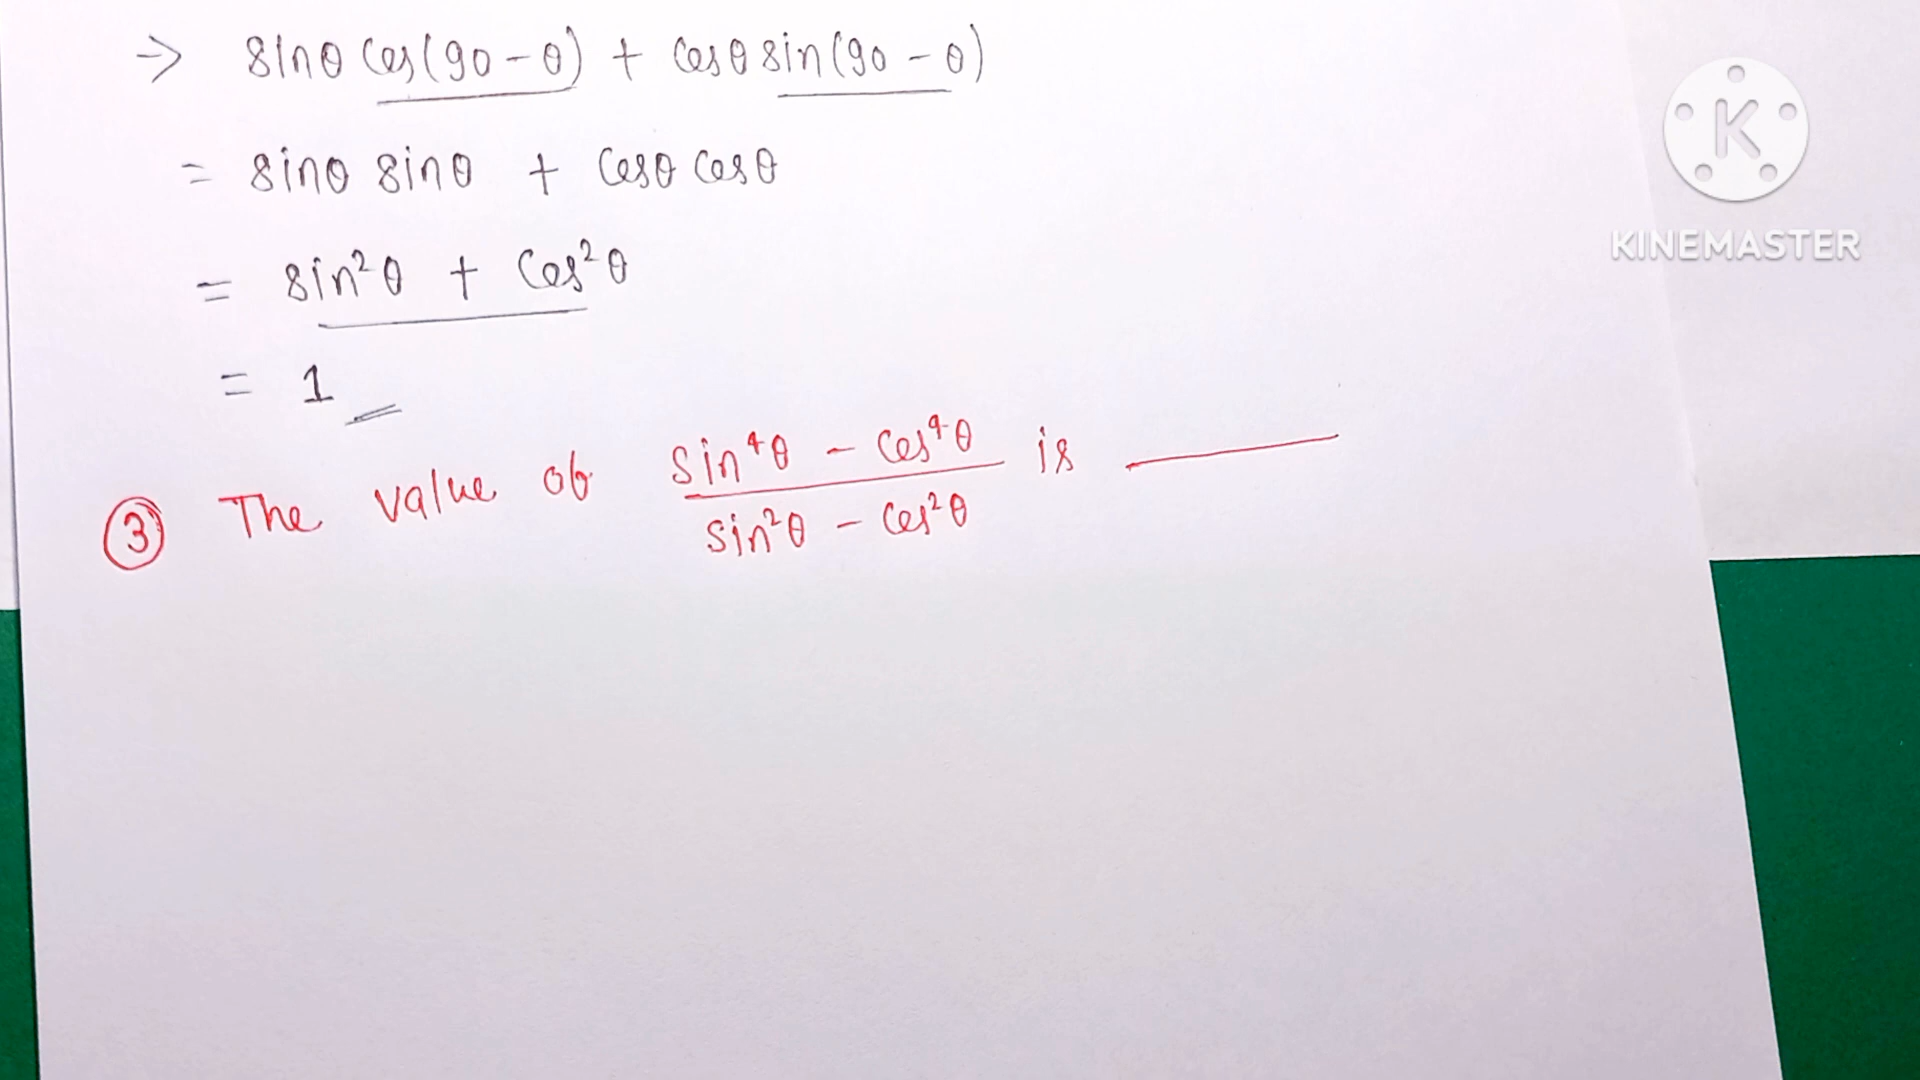 → sinθ cos(90 - θ) + cosθ sin(90 - θ)
= sinθ sinθ + cosθ cosθ
= sin²θ + cos²θ
= 1
③ The value of sin⁴θ - cos⁴θ / sin²θ - cos²θ is ______
K
KINEMASTER